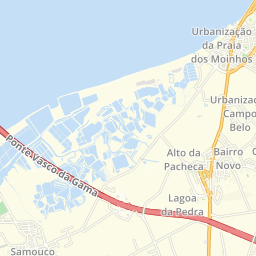 Urbanização
da Praia
dos Moinhos
Urbaniza
Campo
Belo
Alto da
Pacheca
Bairro
Novo
Ponte Vasco da Gama
Lagoa
da Pedra
Samouco